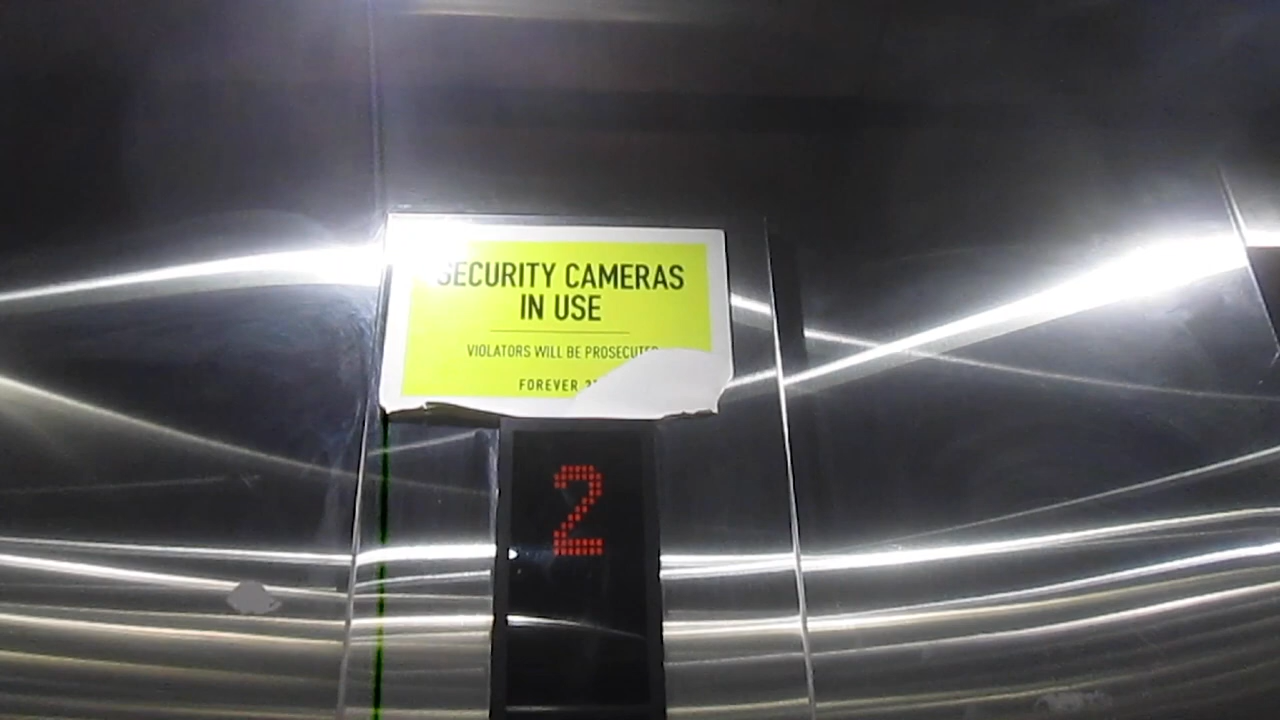 SECURITY CAMERAS
IN USE
VIOLATORS WILL BE PROSECUTED
FOREVER
2